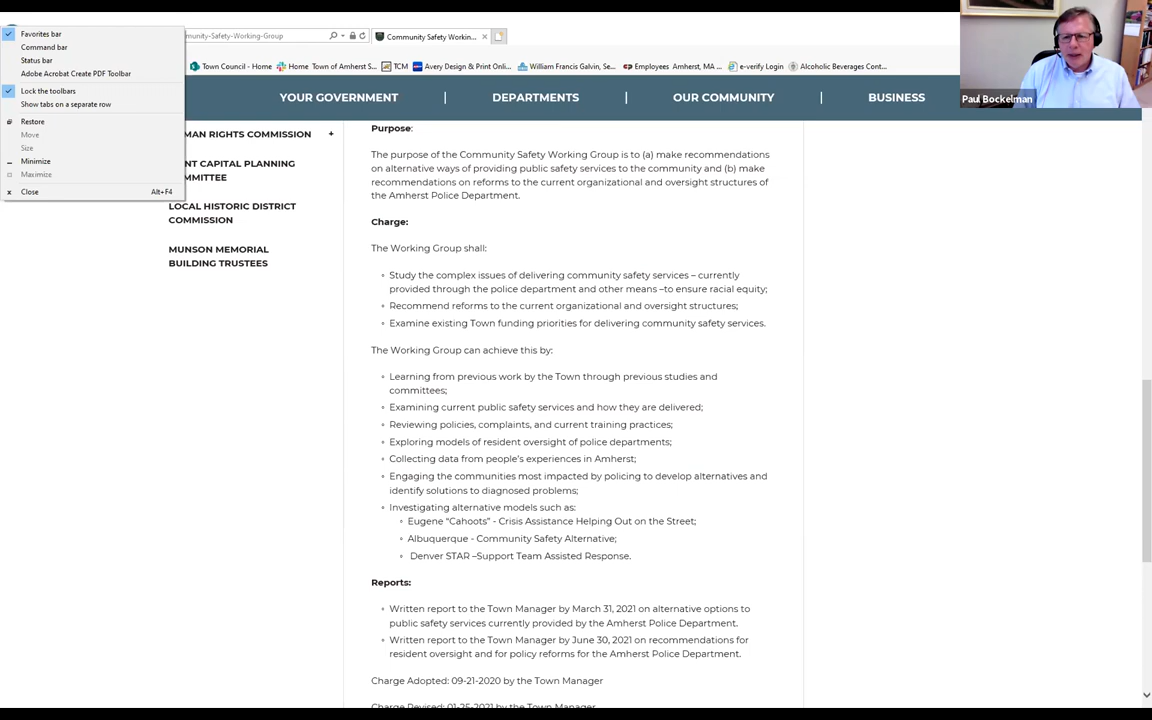 Favorites bar
Command bar
Status bar
Adobe Acrobat Create PDF Toolbar
Lock the toolbars
Show tabs on a separate row
Restore
Move
Size
Minimize
Maximize
Close Alt+F4
munity-Safety-Working-Group
Community Safety Workin...
Town Council - Home
Home Town of Amherst S...
TCM
Avery Design & Print Onli...
William Francis Galvin, Se...
Employees Amherst, MA ...
e-verify Login
Alcoholic Beverages Cont...
Paul Bockelman
YOUR GOVERNMENT | DEPARTMENTS | OUR COMMUNITY | BUSINESS
MAN RIGHTS COMMISSION +
NT CAPITAL PLANNING
MMITTEE
LOCAL HISTORIC DISTRICT
COMMISSION
MUNSON MEMORIAL
BUILDING TRUSTEES
Purpose:
The purpose of the Community Safety Working Group is to (a) make recommendations
on alternative ways of providing public safety services to the community and (b) make
recommendations on reforms to the current organizational and oversight structures of
the Amherst Police Department.
Charge:
The Working Group shall:
Study the complex issues of delivering community safety services – currently
provided through the police department and other means –to ensure racial equity;
Recommend reforms to the current organizational and oversight structures;
Examine existing Town funding priorities for delivering community safety services.
The Working Group can achieve this by:
Learning from previous work by the Town through previous studies and
committees;
Examining current public safety services and how they are delivered;
Reviewing policies, complaints, and current training practices;
Exploring models of resident oversight of police departments;
Collecting data from people's experiences in Amherst;
Engaging the communities most impacted by policing to develop alternatives and
identify solutions to diagnosed problems;
Investigating alternative models such as:
Eugene "Cahoots" - Crisis Assistance Helping Out on the Street;
Albuquerque - Community Safety Alternative;
Denver STAR –Support Team Assisted Response.
Reports:
Written report to the Town Manager by March 31, 2021 on alternative options to
public safety services currently provided by the Amherst Police Department.
Written report to the Town Manager by June 30, 2021 on recommendations for
resident oversight and for policy reforms for the Amherst Police Department.
Charge Adopted: 09-21-2020 by the Town Manager
Charge Revised: 01-25-2021 by the Town Manager